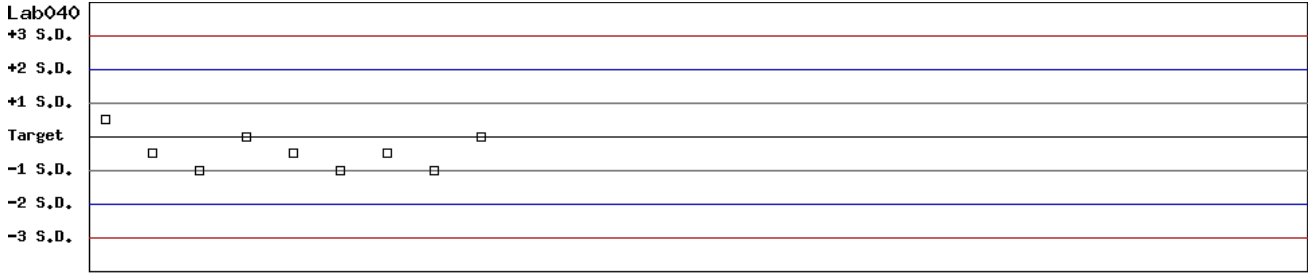 Lab040
+3 S.D.
+2 S.D.
+1 S.D.
Target
-1 S.D.
-2 S.D.
-3 S.D.